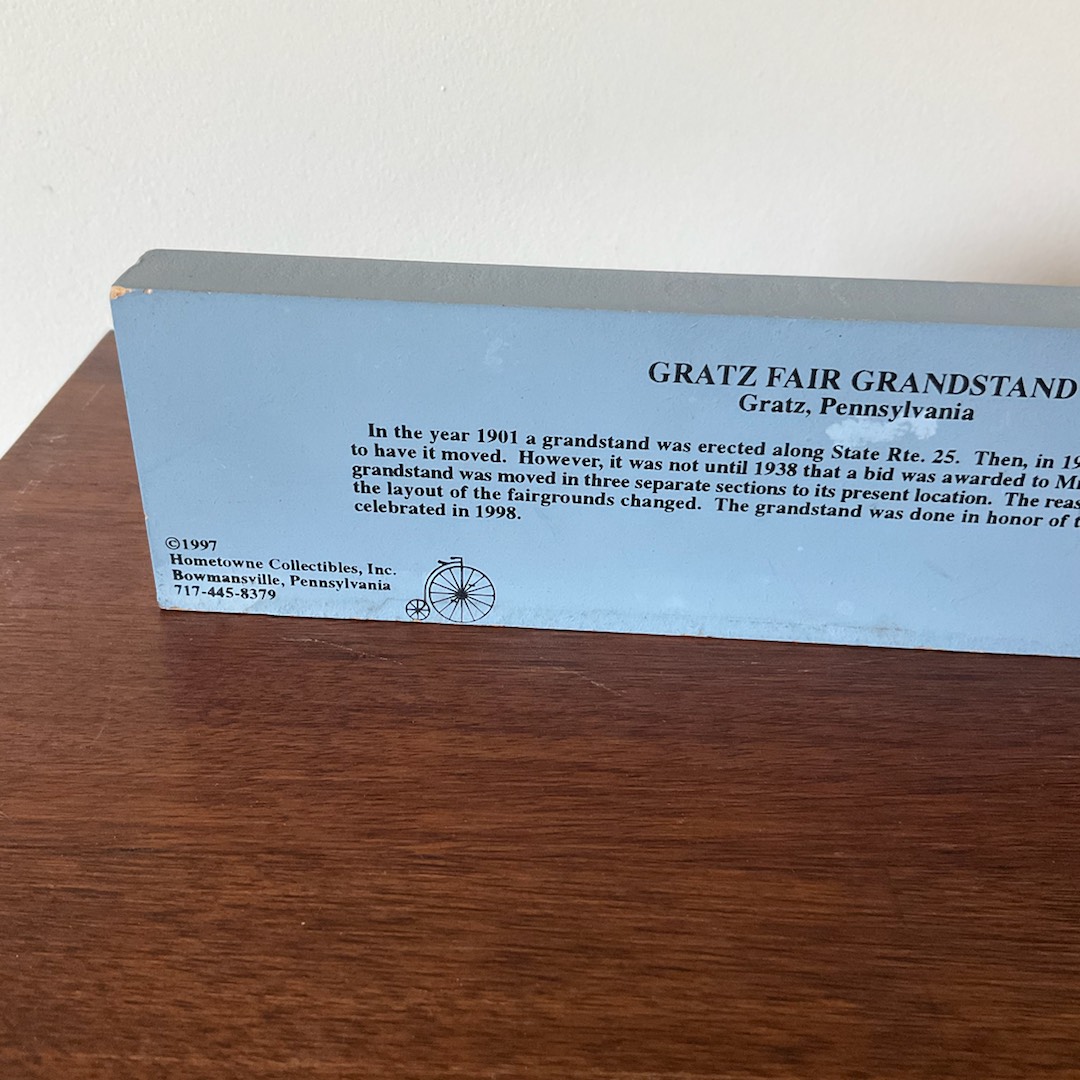 GRATZ FAIR GRANDSTAND
Gratz, Pennsylvania
In the year 1901 a grandstand was erected along State Rte. 25. Then, in 19
to have it moved. However, it was not until 1938 that a bid was awarded to
grandstand was moved in three separate sections to its present location. The
the layout of the fairgrounds changed. The grandstand was done in honor of
celebrated in 1998.
©1997
Hometowne Collectibles, Inc.
Bowmansville, Pennsylvania
717-445-8379